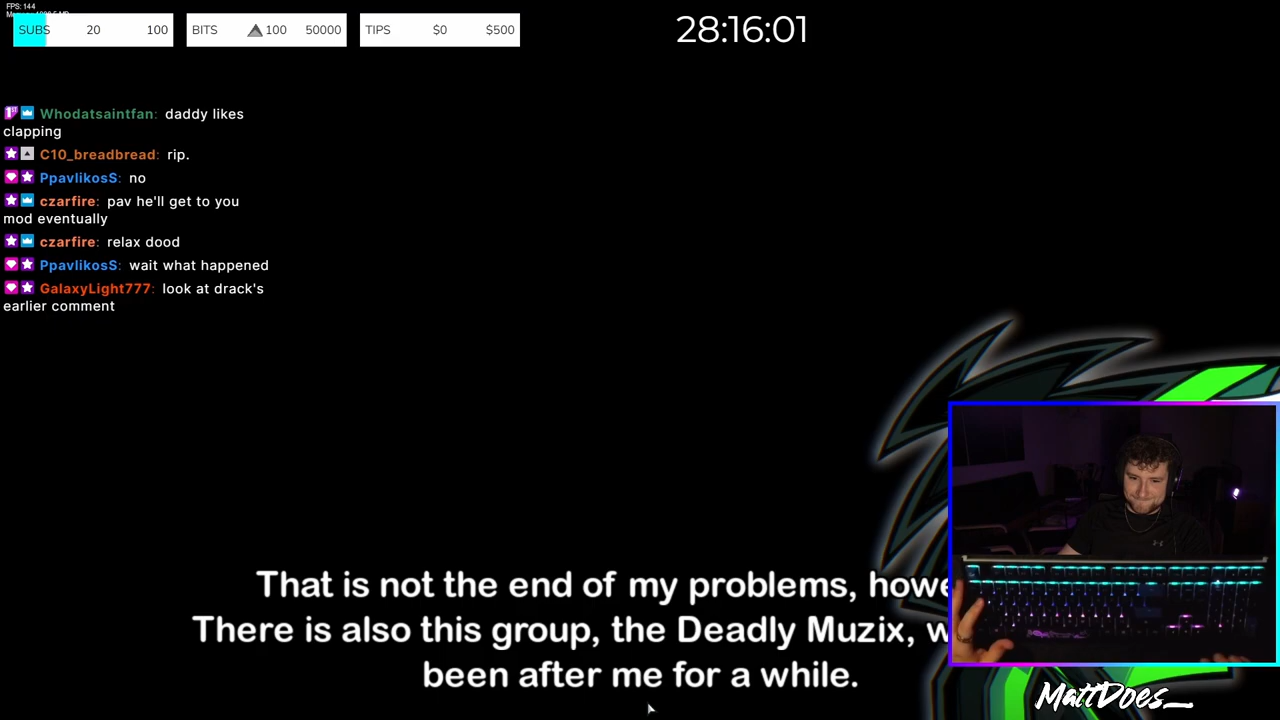 FPS: 144
SUBS 20 100
BITS 100 50000
TIPS $0 $500
28:16:01
Whodatsaintfan: daddy likes
clapping
C10_breadbread: rip.
PpavlikosS: no
czarfire: pav he'll get to you
mod eventually
czarfire: relax dood
PpavlikosS: wait what happened
GalaxyLight777: look at drack's
earlier comment
That is not the end of my problems, howe
There is also this group, the Deadly Muzix, w
been after me for a while.
MattDoes_